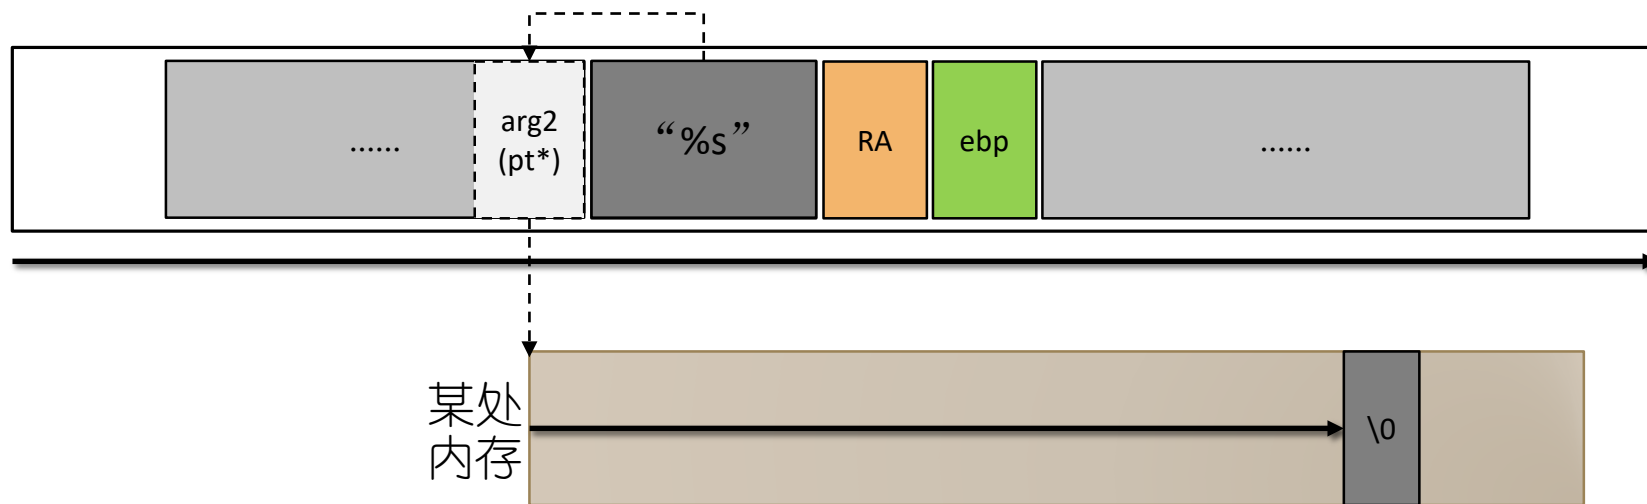 ......
arg2
(pt*)
“%s”
RA
ebp
......
某处
内存
\0